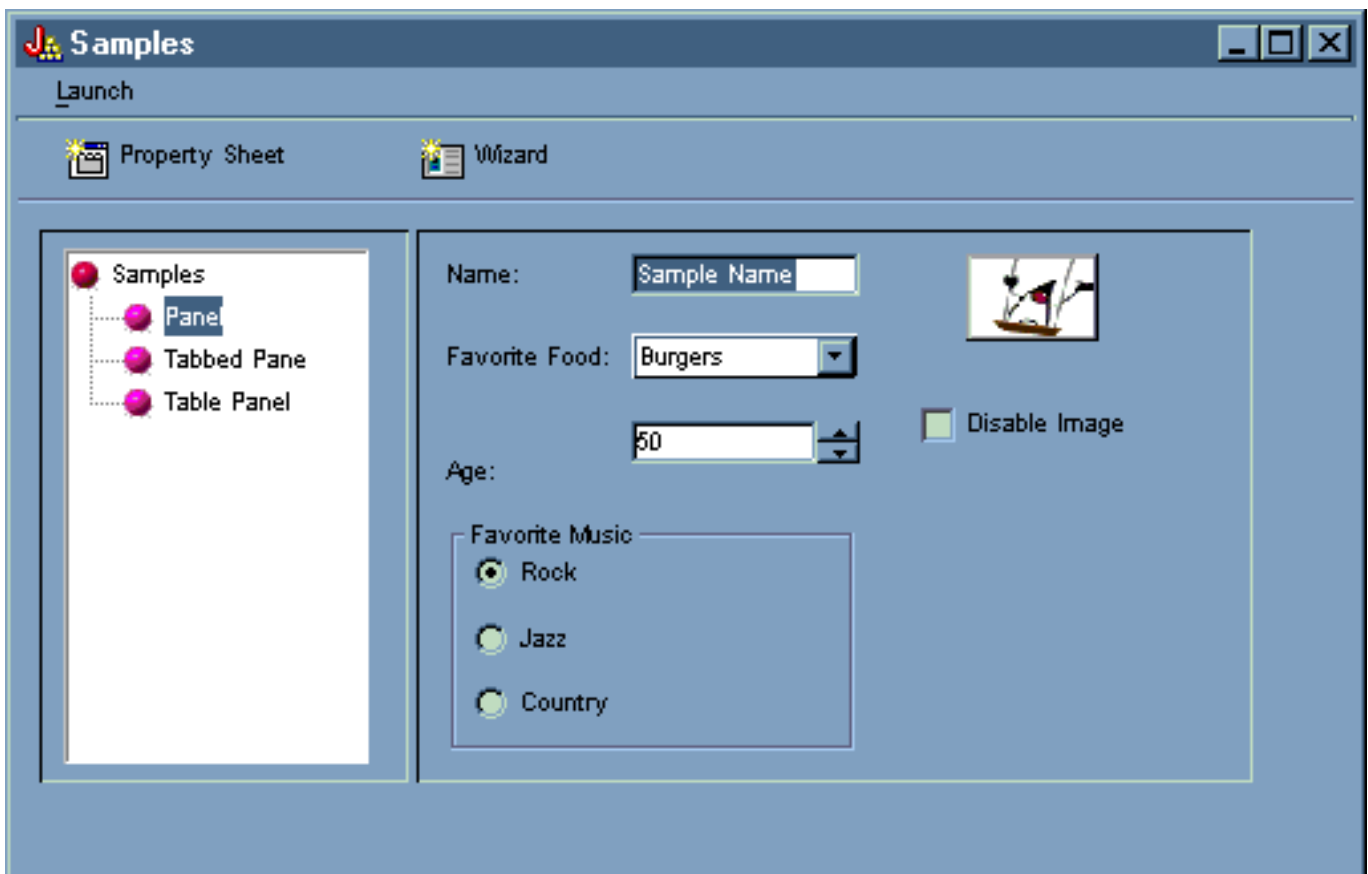 Samples
Launch
Property Sheet
Wizard
Samples
Panel
Tabbed Pane
Table Panel
Name:
Sample Name
Favorite Food:
Burgers
Age:
50
Disable Image
Favorite Music
Rock
Jazz
Country